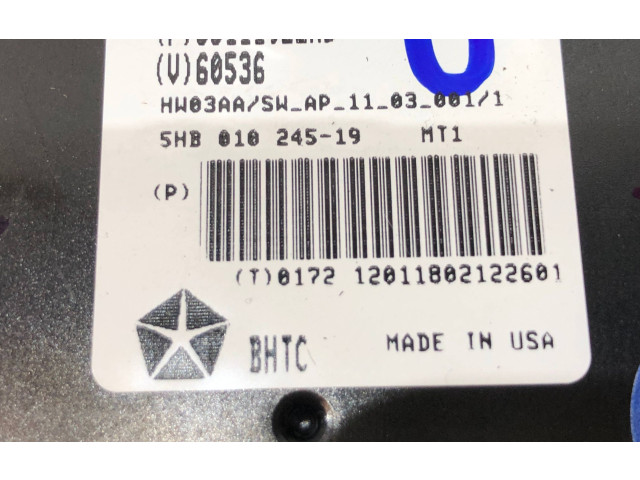 (V)60536
HW03AA/SW_AP_11_03_001/1
5HB 010 245-19 MT1
(P)
(T)0172 12011802122601
BHTC MADE IN USA